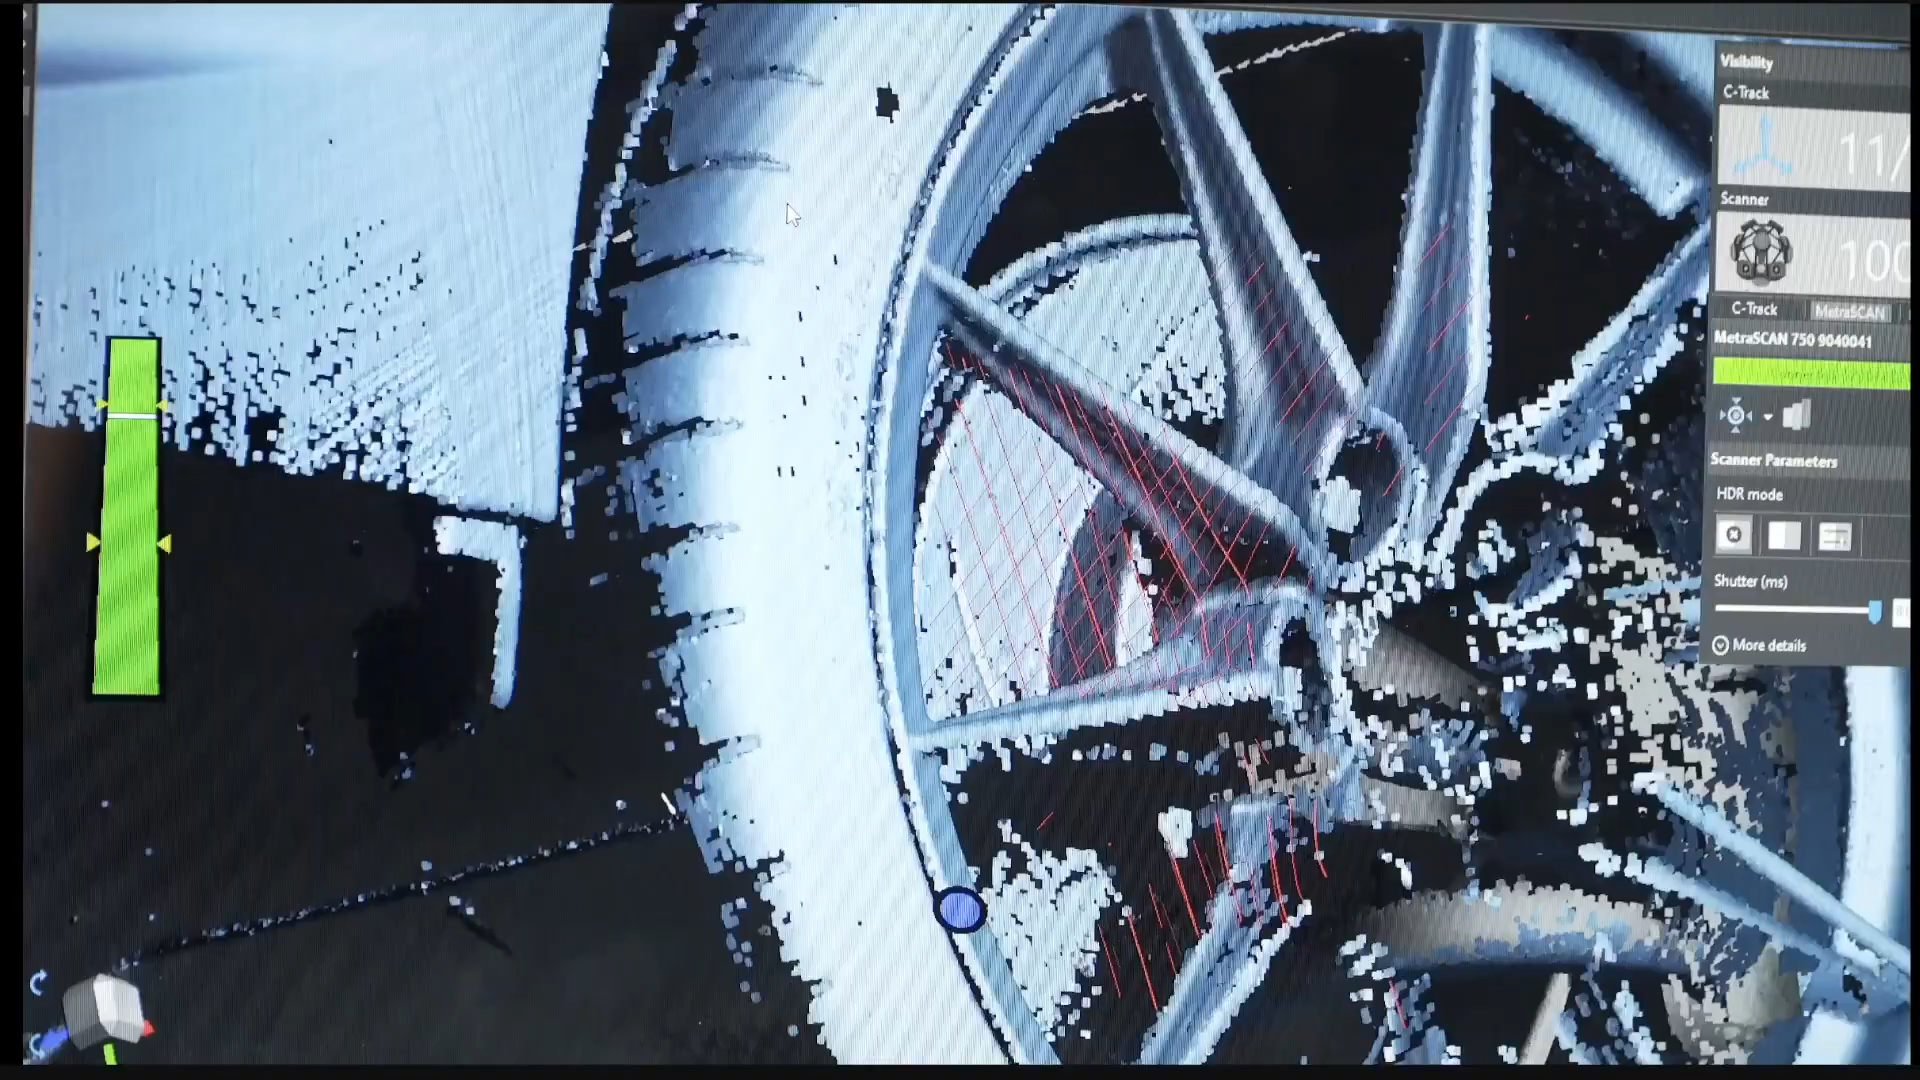 Visibility
C-Track
11/
Scanner
100
C-Track MetraSCAN
MetraSCAN 750 9040041
Scanner Parameters
HDR mode
Shutter (ms)
More details